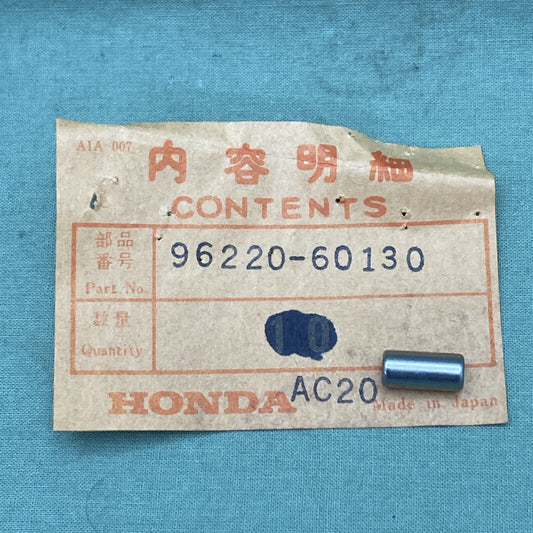 AIA 007
内容明細
CONTENTS
部品
番号
Part No.
96220-60130
数量
Quantity
10
HONDA
AC20
Made in Japan